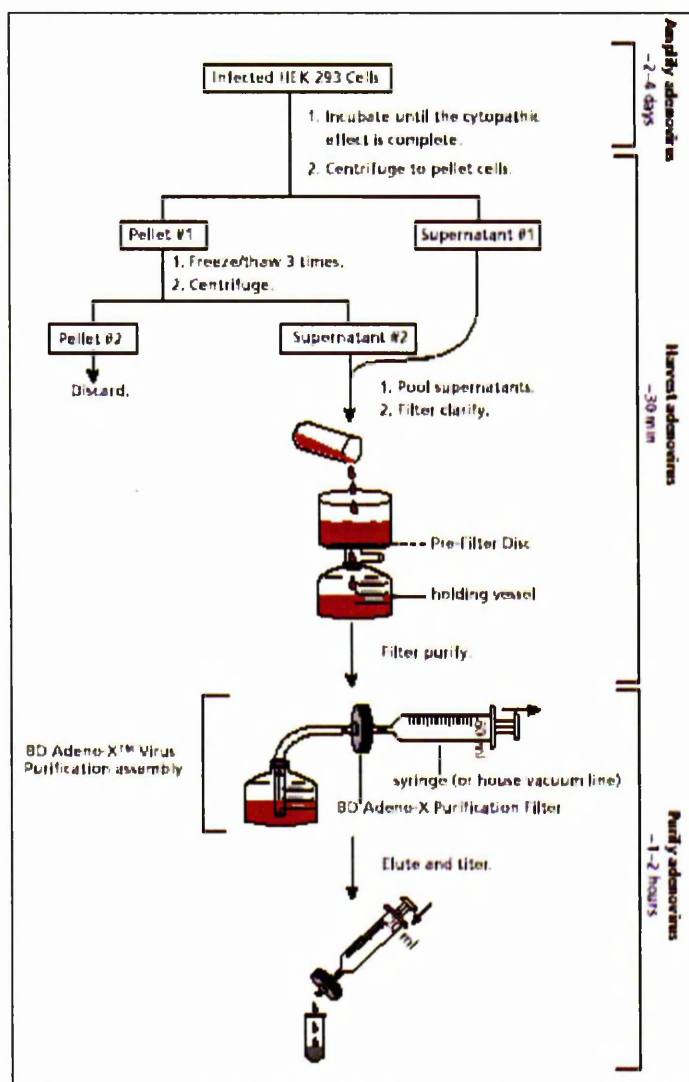 Infected HEK 293 Cells
1. Incubate until the cytopathic
effect is complete.
2. Centrifuge to pellet cells.
Pellet #1
Supernatant #1
1. Freeze/thaw 3 times.
2. Centrifuge.
Pellet #2
Supernatant #2
Discard.
1. Pool supernatants.
2. Filter clarify.
Pre-Filter Disc
holding vessel
Filter purify.
BD Adeno-X™ Virus
Purification assembly
60 ml
syringe (or house vacuum line)
BD Adeno-X Purification Filter
Elute and titer.
ml
Amplify adenovirus
~2–4 days
Harvest adenovirus
~30 min
Purify adenovirus
~1–2 hours